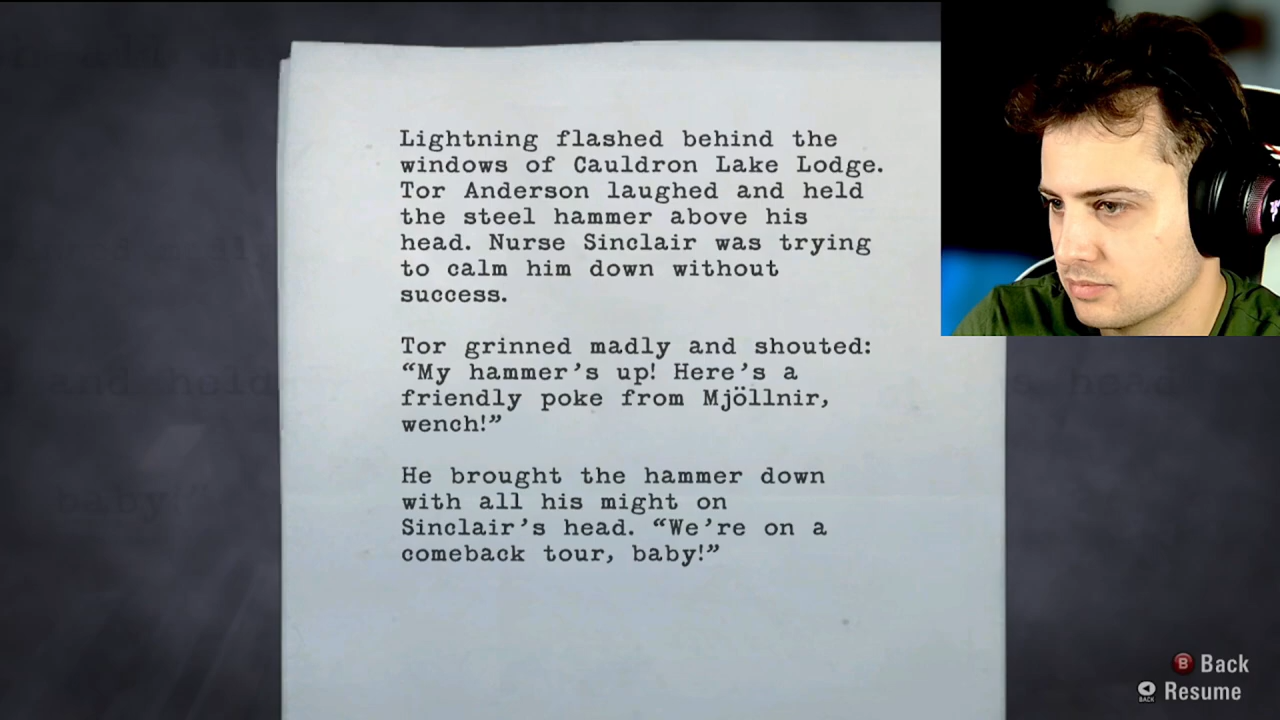 Lightning flashed behind the
windows of Cauldron Lake Lodge.
Tor Anderson laughed and held
the steel hammer above his
head. Nurse Sinclair was trying
to calm him down without
success.
Tor grinned madly and shouted:
“My hammer’s up! Here’s a
friendly poke from Mjöllnir,
wench!”
He brought the hammer down
with all his might on
Sinclair’s head. “We’re on a
comeback tour, baby!”
B Back
BACK Resume